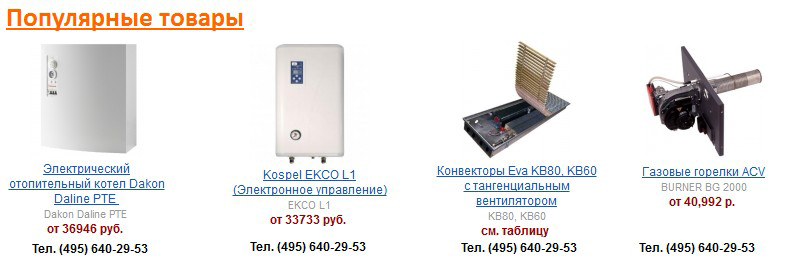 Популярные товары
Электрический
отопительный котел Dakon
Daline PTE
Dakon Daline PTE
от 36946 руб.
Тел. (495) 640-29-53
Kospel EKCO L1
(Электронное управление)
EKCO L1
от 33733 руб.
Тел. (495) 640-29-53
Конвекторы Eva KB80, KB60
с тангенциальным
вентилятором
KB80, KB60
см. таблицу
Тел. (495) 640-29-53
Газовые горелки ACV
BURNER BG 2000
от 40,992 р.
Тел. (495) 640-29-53